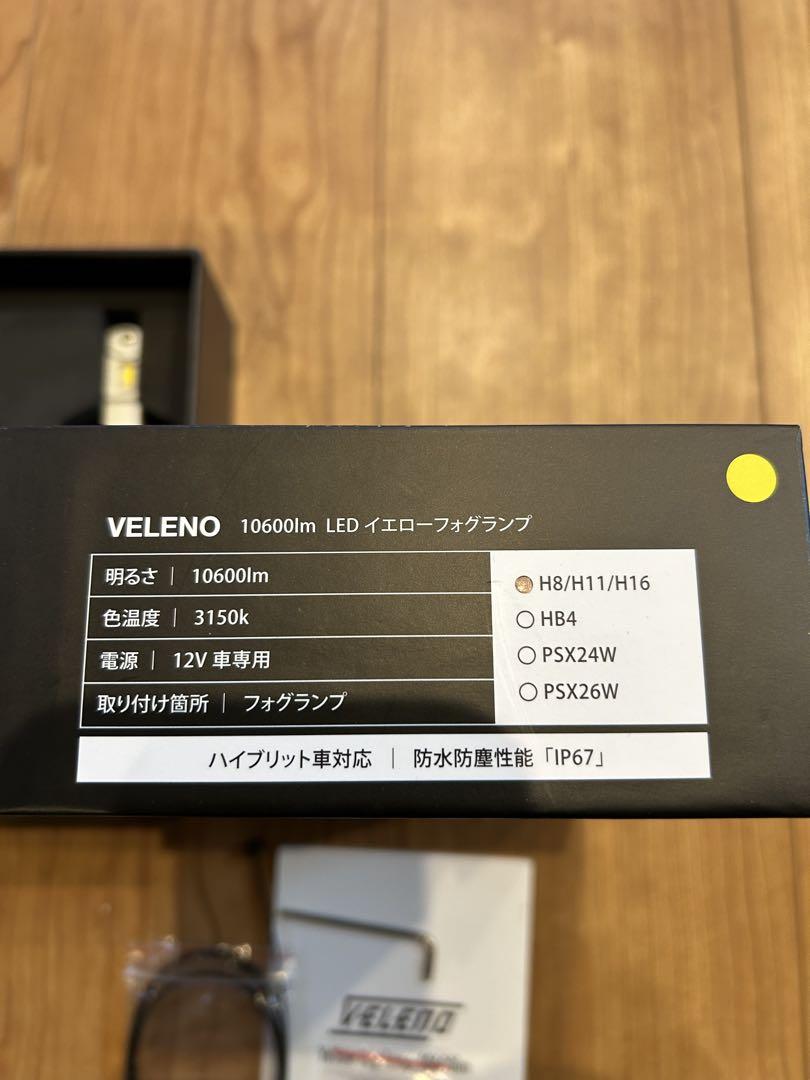 VELENO 10600lm LED イエローフォグランプ
明るさ | 10600lm
色温度 | 3150k
電源 | 12V 車専用
取り付け箇所 | フォグランプ
H8/H11/H16
HB4
PSX24W
PSX26W
ハイブリット車対応 | 防水防塵性能「IP67」
VELENO